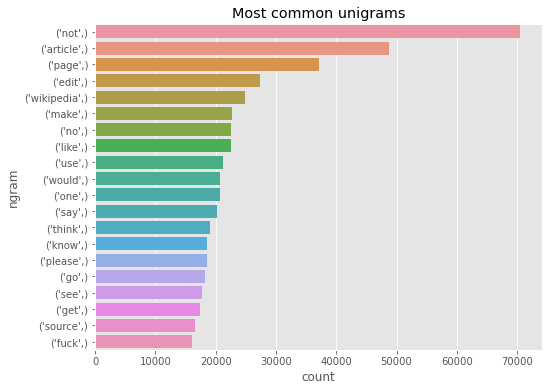 Most common unigrams
ngram
('not',)
('article',)
('page',)
('edit',)
('wikipedia',)
('make',)
('no',)
('like',)
('use',)
('would',)
('one',)
('say',)
('think',)
('know',)
('please',)
('go',)
('see',)
('get',)
('source',)
('fuck',)
0 10000 20000 30000 40000 50000 60000 70000
count